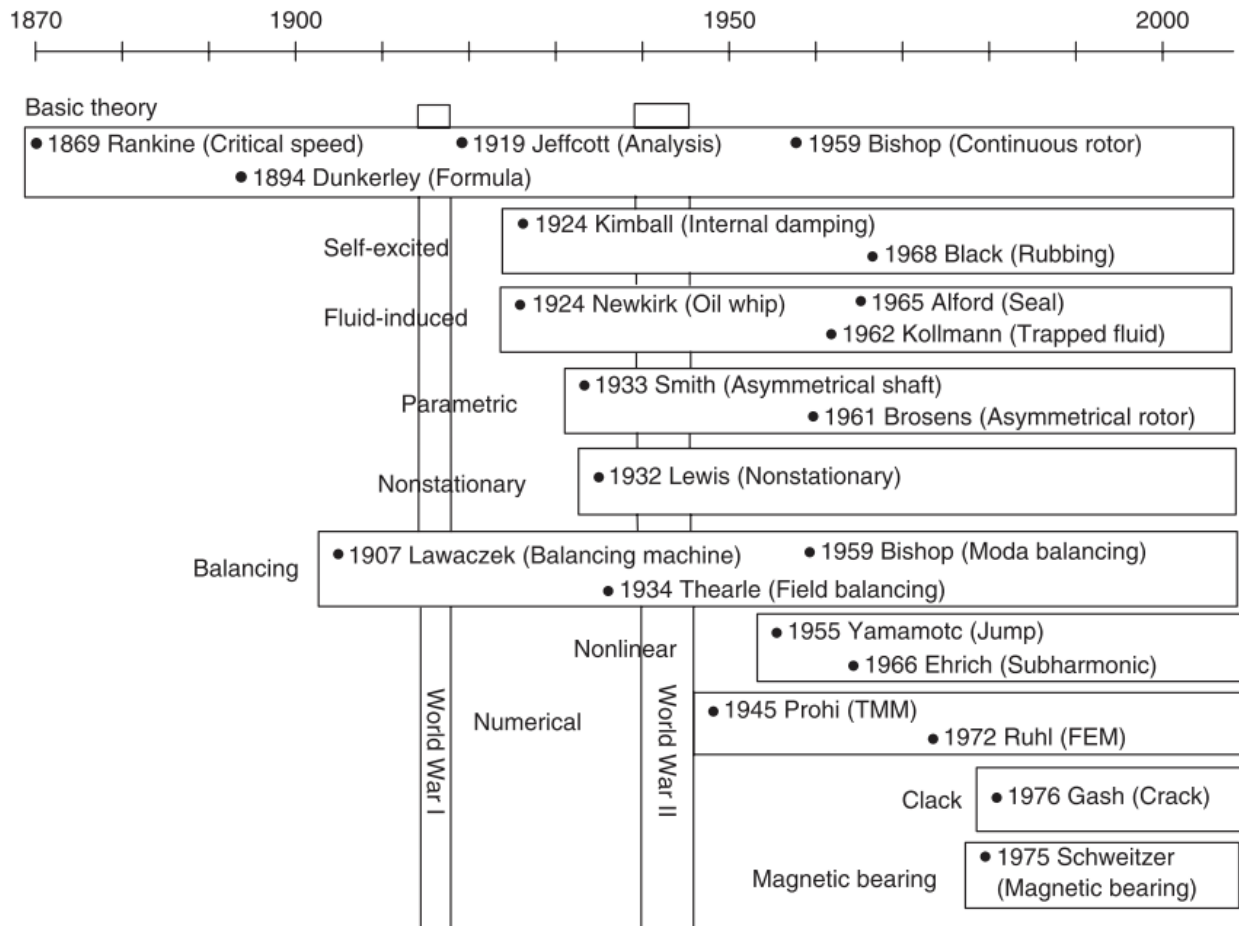 1870 1900 1950 2000
Basic theory
1869 Rankine (Critical speed) 1919 Jeffcott (Analysis) 1959 Bishop (Continuous rotor)
1894 Dunkerley (Formula)
1924 Kimball (Internal damping)
Self-excited
1968 Black (Rubbing)
1924 Newkirk (Oil whip) 1965 Alford (Seal)
Fluid-induced
1962 Kollmann (Trapped fluid)
1933 Smith (Asymmetrical shaft)
Parametric
1961 Brosens (Asymmetrical rotor)
1932 Lewis (Nonstationary)
Nonstationary
1907 Lawaczek (Balancing machine) 1959 Bishop (Moda balancing)
Balancing
1934 Thearle (Field balancing)
1955 Yamamotc (Jump)
Nonlinear
1966 Ehrich (Subharmonic)
World War I
World War II
1945 Prohi (TMM)
Numerical
1972 Ruhl (FEM)
Clack
1976 Gash (Crack)
1975 Schweitzer
Magnetic bearing
(Magnetic bearing)